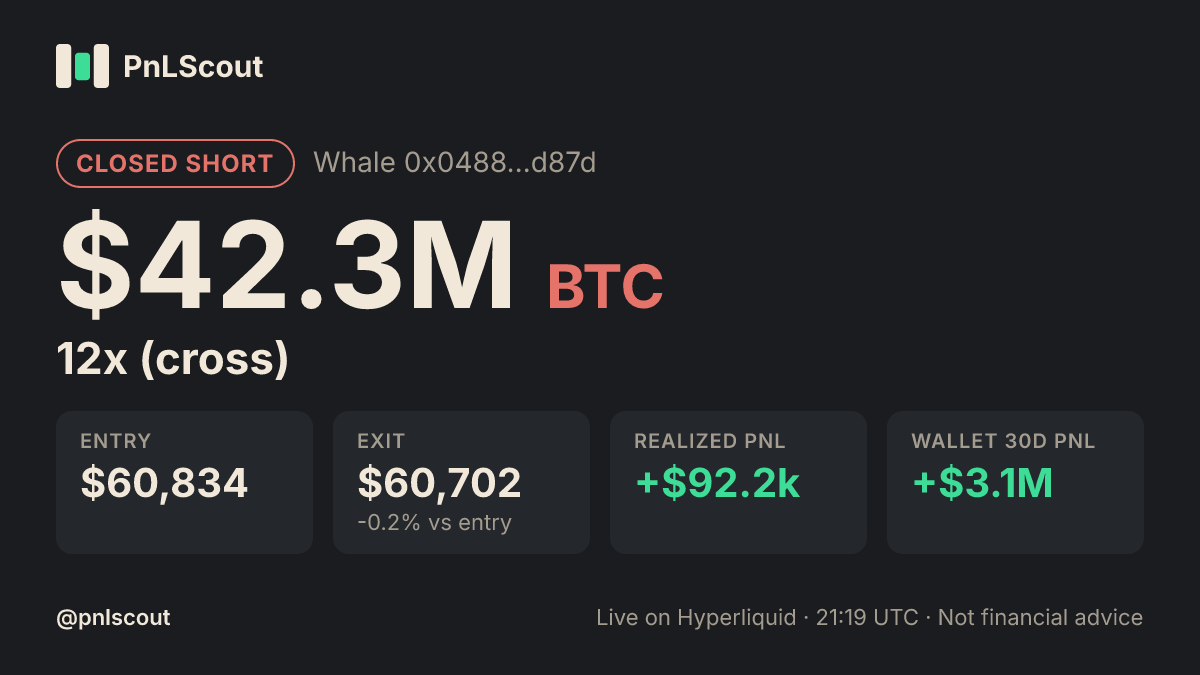 PnLScout
CLOSED SHORT Whale 0x0488...d87d
$42.3M BTC
12x (cross)
ENTRY
$60,834
EXIT
$60,702
-0.2% vs entry
REALIZED PNL
+$92.2k
WALLET 30D PNL
+$3.1M
@pnlscout
Live on Hyperliquid · 21:19 UTC · Not financial advice